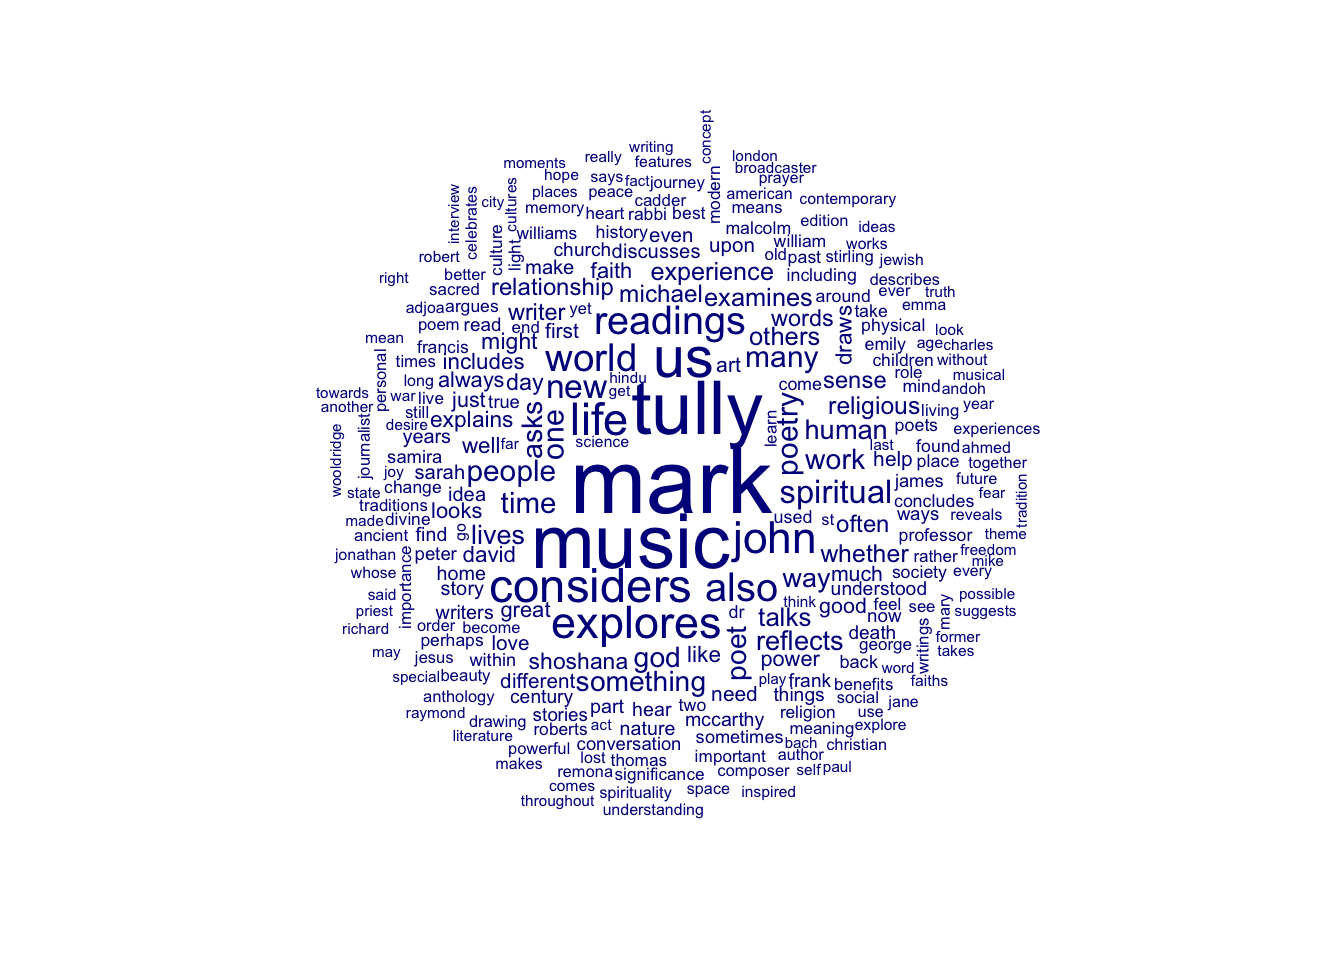 concept
writing
london
moments
really
features
broadcaster
hope
says
fact
journey
prayer
interview
celebrates
city
cultures
places
peace
cadder
modern
american
contemporary
memory
heart
rabbi
best
means
edition
ideas
williams
history
even
malcolm
william
works
robert
culture
light
church
discusses
upon
old
past
stirling
jewish
right
better
make
faith
experience
including
describes
sacred
relationship
michael
examines
around
ever
truth
adjoa
argues
writer
yet
readings
words
take
emma
poem
read
end
first
others
draws
physical
look
mean
francis
might
world
us
art
many
emily
age
charles
personal
times
includes
hindu
children
without
long
always
day
new
get
come
sense
role
mind
andoh
musical
towards
another
war
live
just
true
life
tully
learn
poetry
religious
living
year
still
desire
explains
asks
one
human
poets
experiences
journalist
years
well
far
science
last
found
ahmed
wooldridge
samira
people
mark
work
help
place
together
joy
sarah
james
future
state
change
idea
time
spiritual
concludes
fear
tradition
traditions
looks
used
st
often
ways
reveals
made
divine
go
lives
music
john
professor
theme
ancient
find
jonathan
peter
david
whether
rather
freedom
mike
whose
home
considers
also
way
much
society
every
said
importance
story
understood
possible
priest
writers
great
explores
dr
think
good
feel
see
mary
suggests
richard
order
become
poet
talks
now
writings
former
perhaps
love
reflects
death
george
takes
may
jesus
within
shoshana
god
like
power
back
word
special
beauty
different
something
play
frank
benefits
faiths
anthology
century
need
things
social
jane
raymond
drawing
stories
part
hear
two
mccarthy
religion
use
literature
roberts
act
nature
meaning
explore
powerful
conversation
sometimes
bach
christian
makes
lost
thomas
important
author
remona
significance
composer
self
paul
comes
spirituality
space
inspired
throughout
understanding